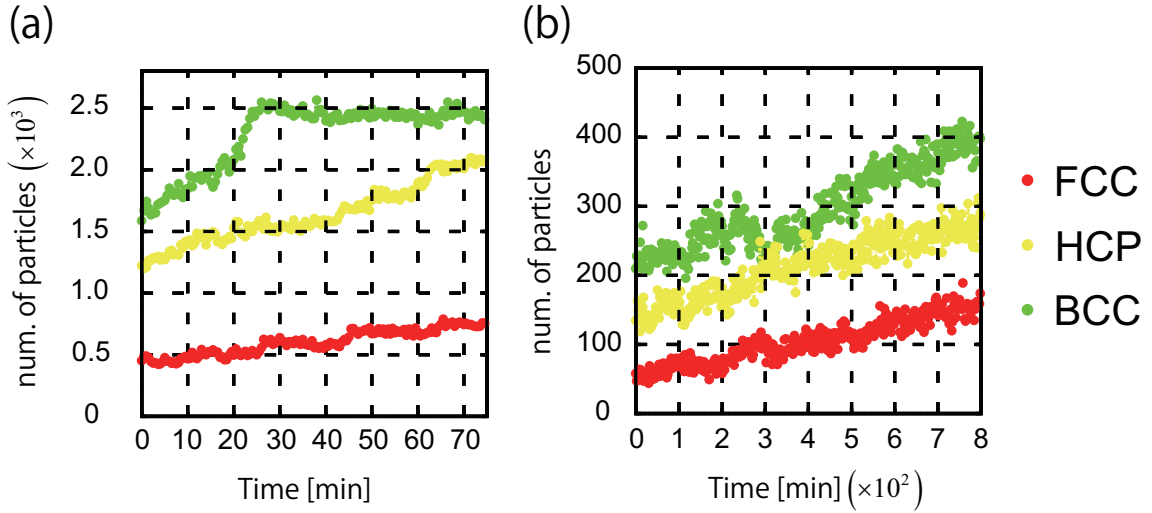 (a)
num. of particles (×10³)
2.5
2.0
1.5
1.0
0.5
0
0 10 20 30 40 50 60 70
Time [min]
(b)
num. of particles
500
400
300
200
100
0
0 1 2 3 4 5 6 7 8
Time [min] (×10²)
FCC
HCP
BCC